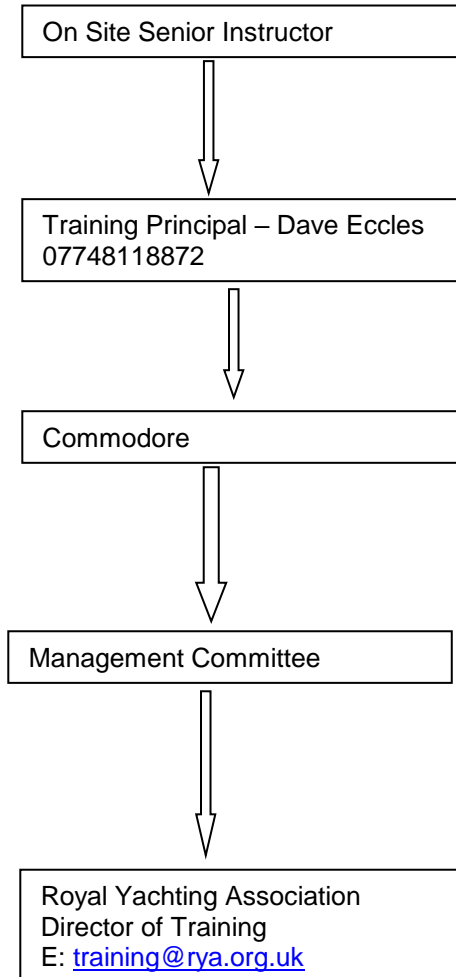 On Site Senior Instructor
Training Principal – Dave Eccles
07748118872
Commodore
Management Committee
Royal Yachting Association
Director of Training
E: training@rya.org.uk